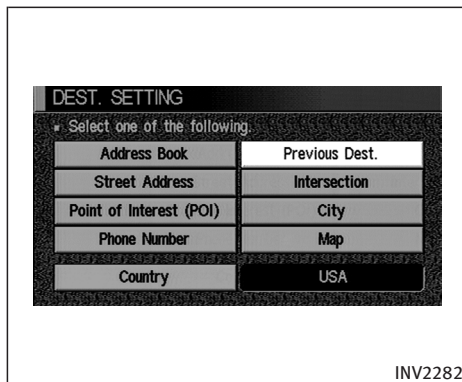 DEST. SETTING
Select one of the following.
Address Book Previous Dest.
Street Address Intersection
Point of Interest (POI) City
Phone Number Map
Country USA
INV2282